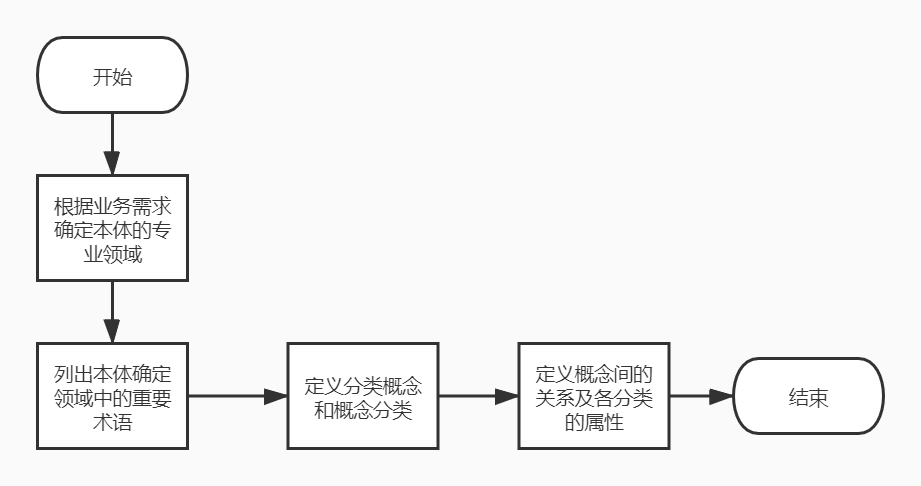 开始
根据业务需求
确定本体的专
业领域
列出本体确定
领域中的重要
术语
定义分类概念
和概念分类
定义概念间的
关系及各分类
的属性
结束